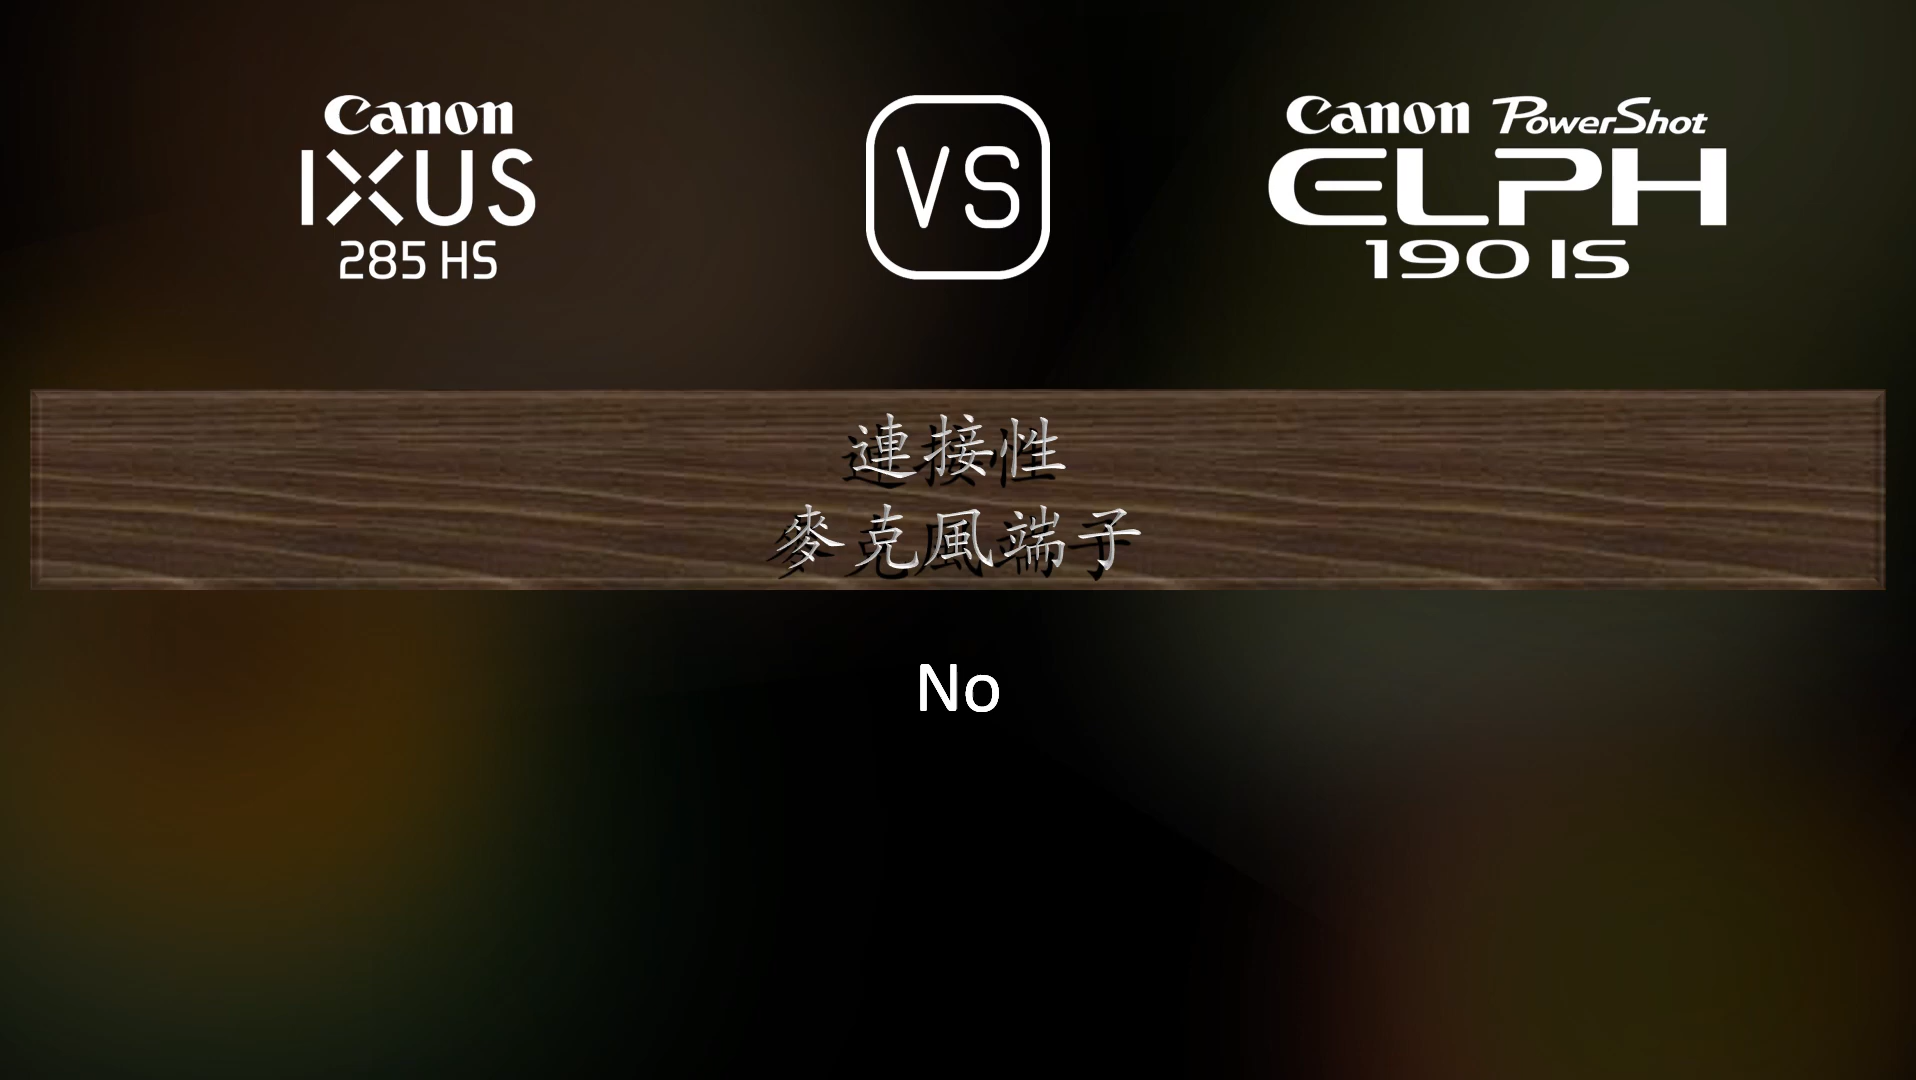 Canon
IXUS
285 HS
VS
Canon PowerShot
ELPH
190 IS
連接性
麥克風端子
No